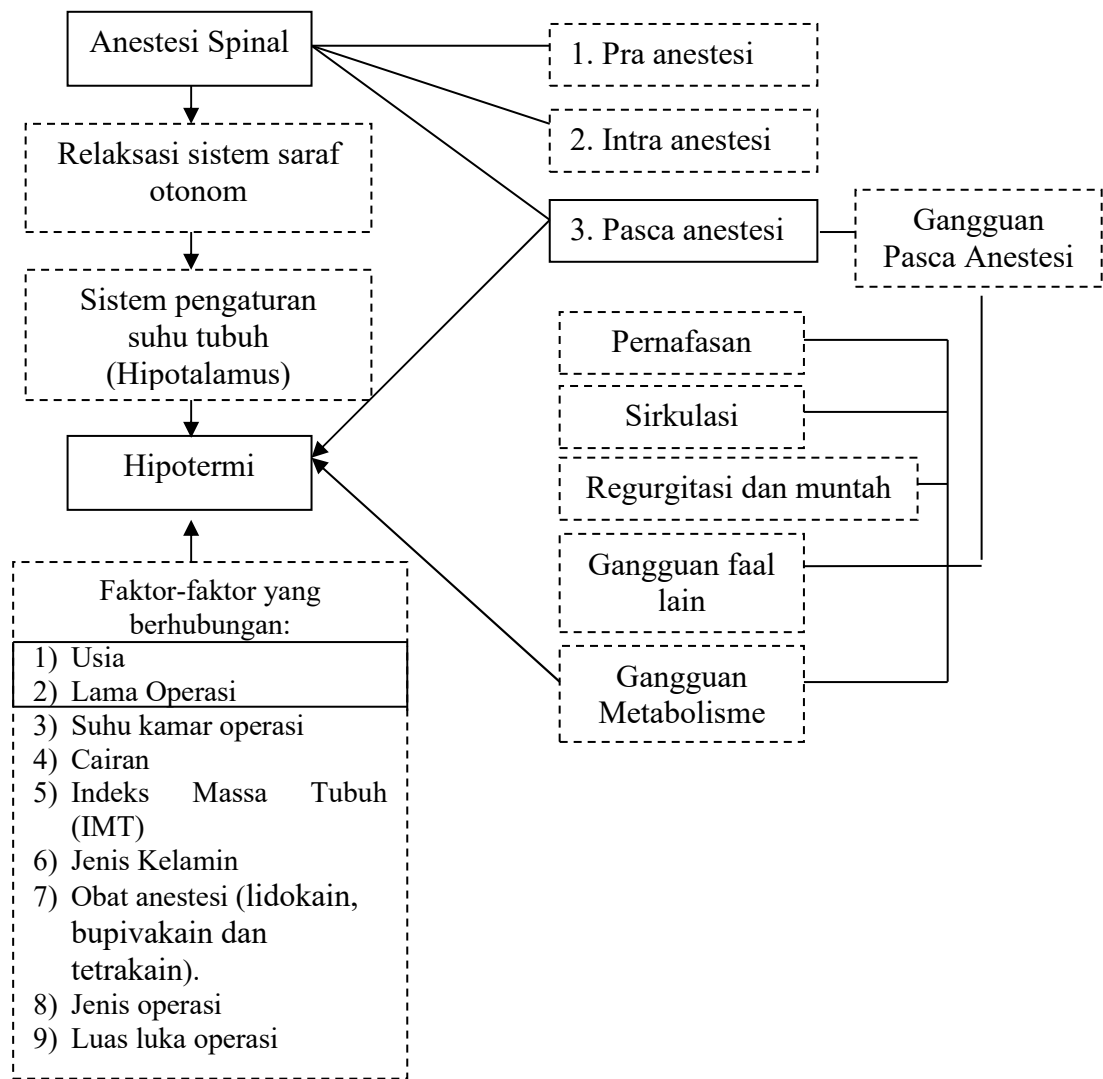 Anestesi Spinal
1. Pra anestesi
2. Intra anestesi
3. Pasca anestesi
Gangguan
Pasca Anestesi
Relaksasi sistem saraf
otonom
Sistem pengaturan
suhu tubuh
(Hipotalamus)
Hipotermi
Pernafasan
Sirkulasi
Regurgitasi dan muntah
Gangguan faal
lain
Gangguan
Metabolisme
Faktor-faktor yang
berhubungan:
1) Usia
2) Lama Operasi
3) Suhu kamar operasi
4) Cairan
5) Indeks Massa Tubuh
(IMT)
6) Jenis Kelamin
7) Obat anestesi (lidokain,
bupivakain dan
tetrakain).
8) Jenis operasi
9) Luas luka operasi